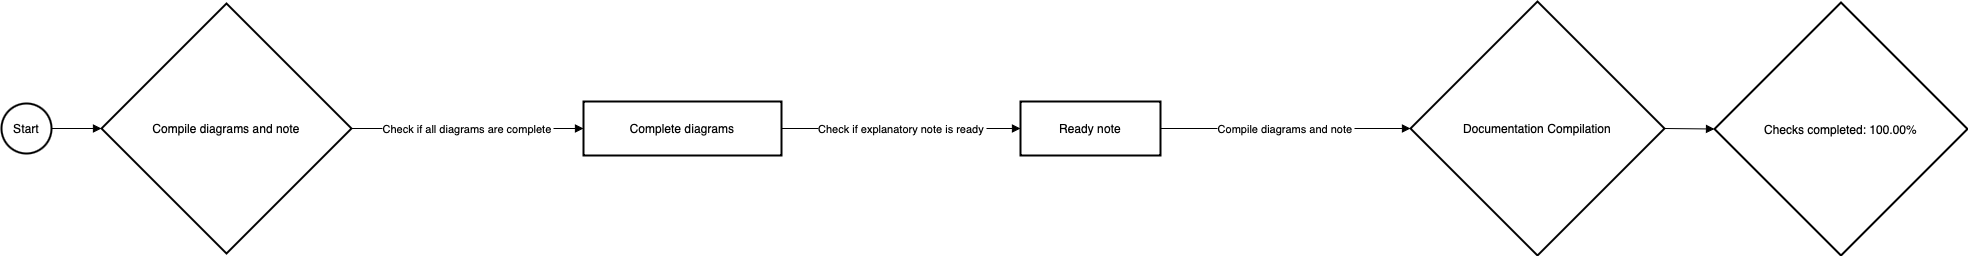 Start
Compile diagrams and note
Check if all diagrams are complete
Complete diagrams
Check if explanatory note is ready
Ready note
Compile diagrams and note
Documentation Compilation
Checks completed: 100.00%